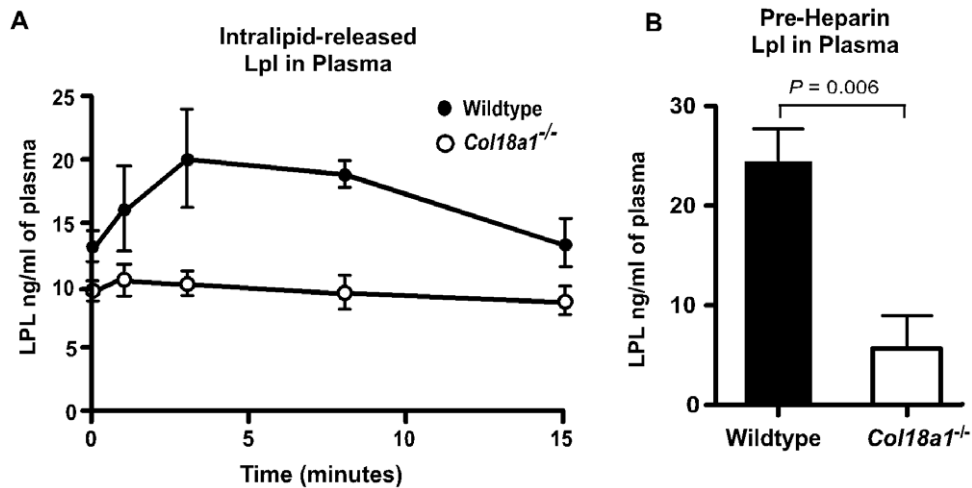 A
Intralipid-released
Lpl in Plasma
25
20
15
10
5
0
LPL ng/ml of plasma
Wildtype
Col18a1-/-
0
5
10
15
Time (minutes)
B
Pre-Heparin
Lpl in Plasma
P = 0.006
30
20
10
0
LPL ng/ml of plasma
Wildtype
Col18a1-/-